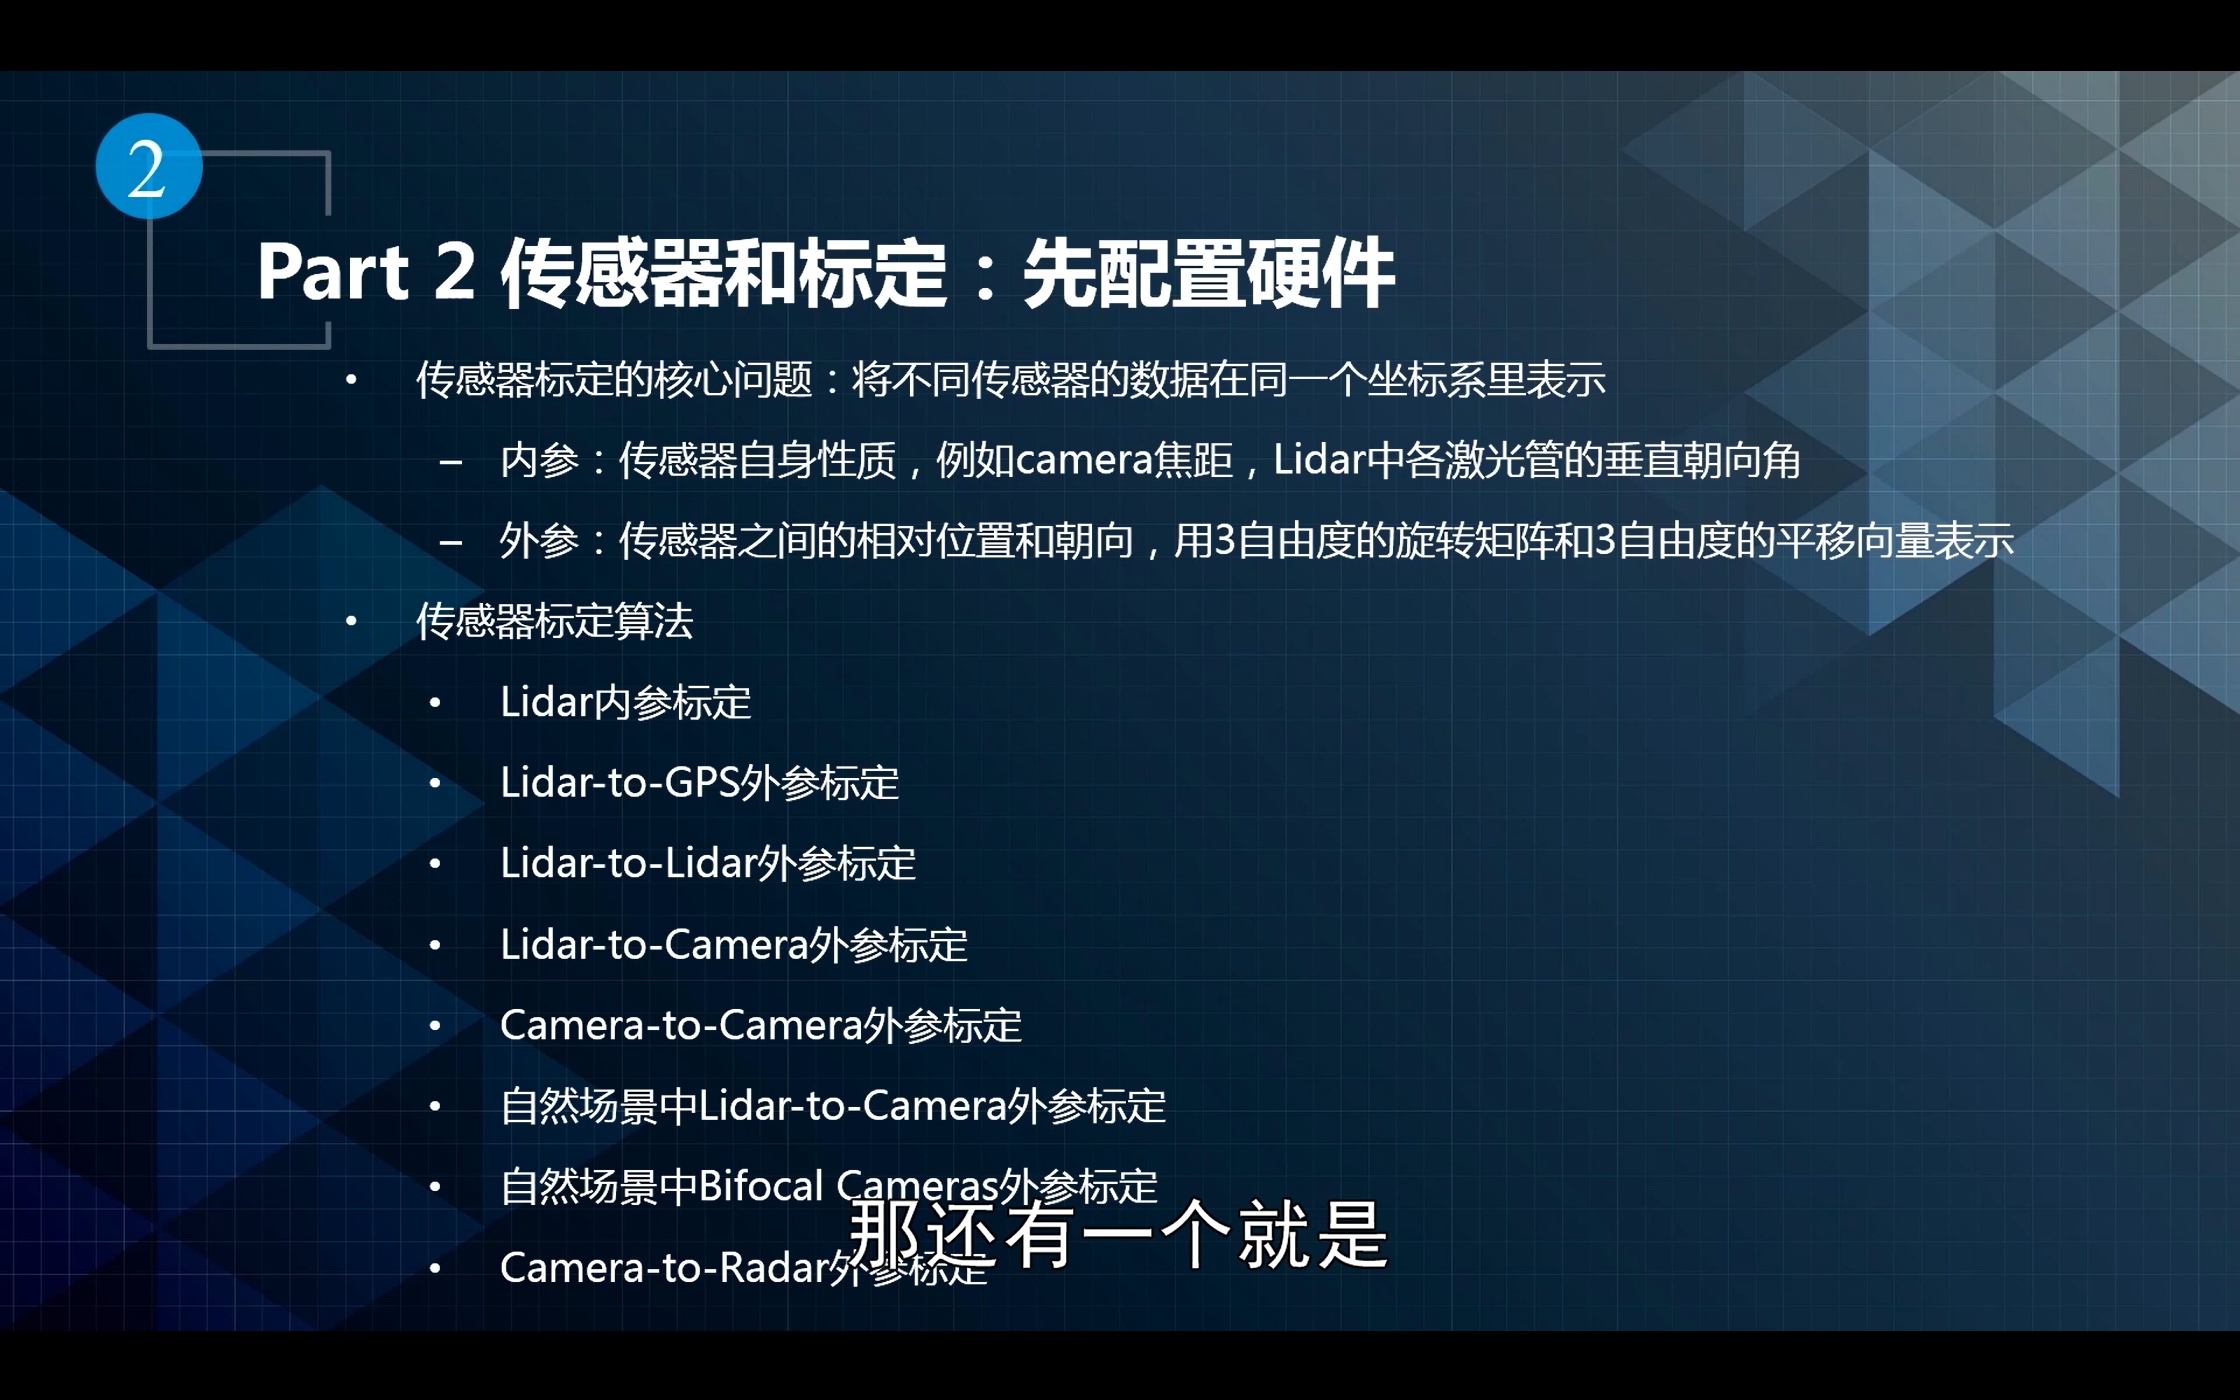 2
Part 2 传感器和标定：先配置硬件
• 传感器标定的核心问题：将不同传感器的数据在同一个坐标系里表示
– 内参：传感器自身性质，例如camera焦距，Lidar中各激光管的垂直朝向角
– 外参：传感器之间的相对位置和朝向，用3自由度的旋转矩阵和3自由度的平移向量表示
• 传感器标定算法
• Lidar内参标定
• Lidar-to-GPS外参标定
• Lidar-to-Lidar外参标定
• Lidar-to-Camera外参标定
• Camera-to-Camera外参标定
• 自然场景中Lidar-to-Camera外参标定
• 自然场景中Bifocal Cameras外参标定
• Camera-to-Radar外参标定
那还有一个就是